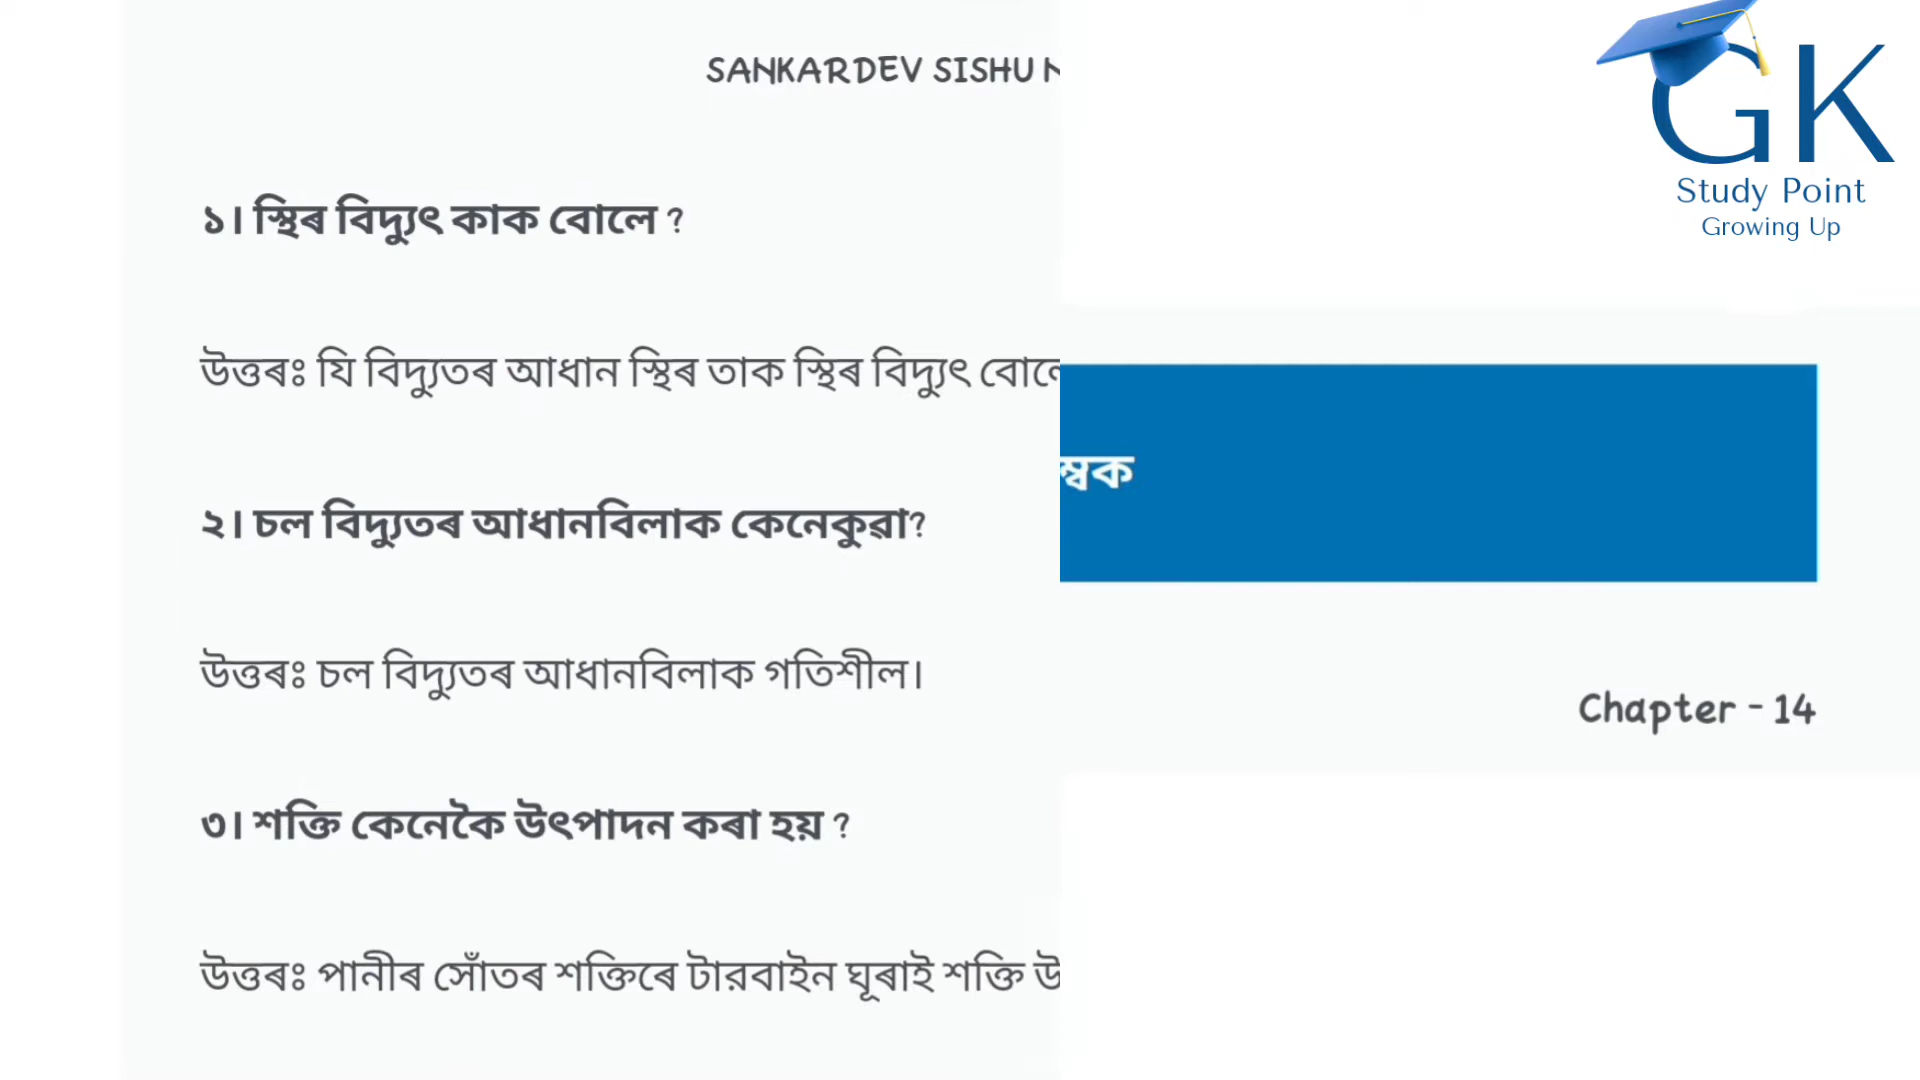 SANKARDEV SISHU
১। স্থিৰ বিদ্যুৎ কাক বোলে ?
উত্তৰঃ যি বিদ্যুতৰ আধান স্থিৰ তাক স্থিৰ বিদ্যুৎ
২। চল বিদ্যুতৰ আধানবিলাক কেনেকুৱা?
উত্তৰঃ চল বিদ্যুতৰ আধানবিলাক গতিশীল।
৩। শক্তি কেনেকৈ উৎপাদন কৰা হয় ?
উত্তৰঃ পানীৰ সোঁতৰ শক্তিৰে টাৰবাইন ঘূৰাই শক্তি
GK
Study Point
Growing Up
Chapter - 14